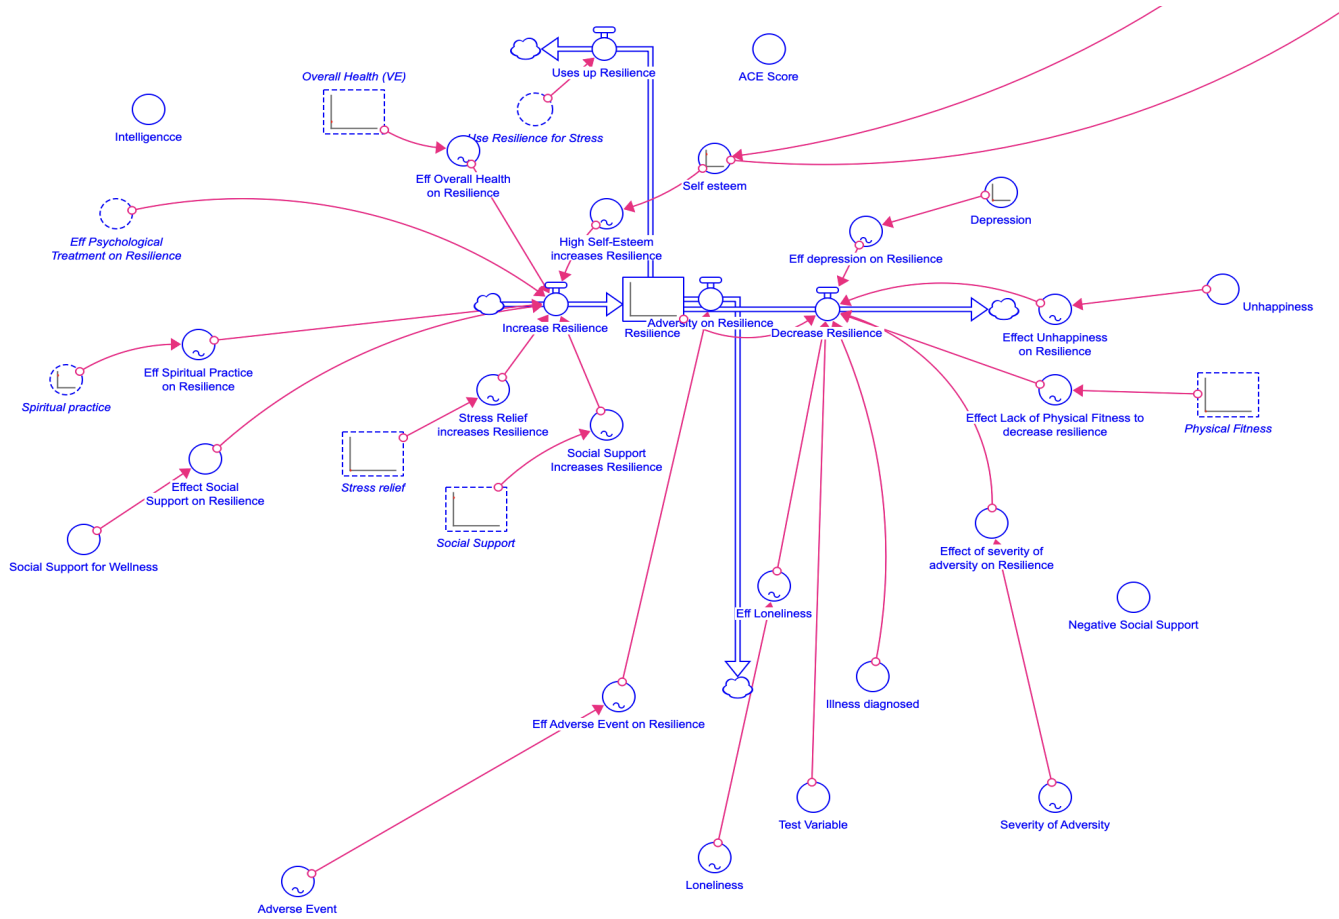 Uses up Resilience
ACE Score
Overall Health (VE)
Intelligencce
Use Resilience for Stress
Eff Overall Health
on Resilience
Self esteem
Depression
Eff Psychological
Treatment on Resilience
High Self-Esteem
increases Resilience
Eff depression on Resilience
Unhappiness
Increase Resilience
Resilience
Adversity on Resilience
Decrease Resilience
Effect Unhappiness
on Resilience
Eff Spiritual Practice
on Resilience
Spiritual practice
Stress Relief
increases Resilience
Effect Lack of Physical Fitness to
decrease resilience
Physical Fitness
Social Support
Increases Resilience
Stress relief
Effect Social
Support on Resilience
Social Support
Social Support for Wellness
Effect of severity of
adversity on Resilience
Eff Loneliness
Negative Social Support
Illness diagnosed
Eff Adverse Event on Resilience
Test Variable
Severity of Adversity
Loneliness
Adverse Event